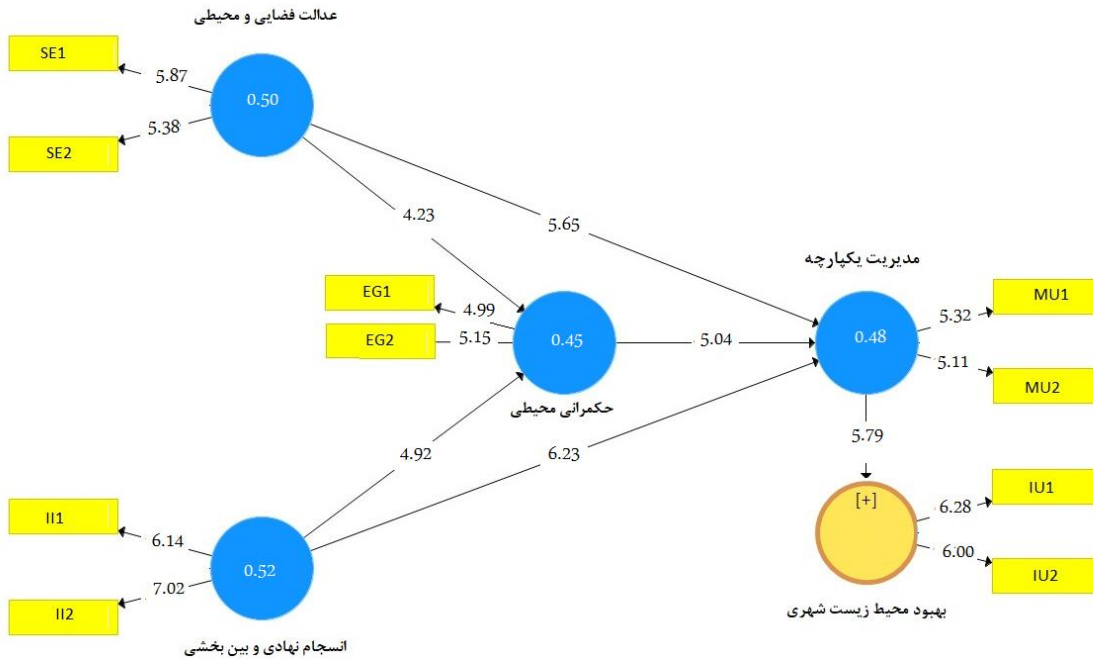 عدالت فضایی و محیطی
SE1
5.87
0.50
SE2
5.38
4.23
5.65
مدیریت یکپارچه
EG1
4.99
MU1
5.32
EG2
5.15
0.45
5.04
0.48
5.11
MU2
حکمرانی محیطی
5.79
4.92
6.23
[+]
IU1
6.28
II1
6.14
6.00
IU2
0.52
7.02
II2
بهبود محیط زیست شهری
انسجام نهادی و بین بخشی